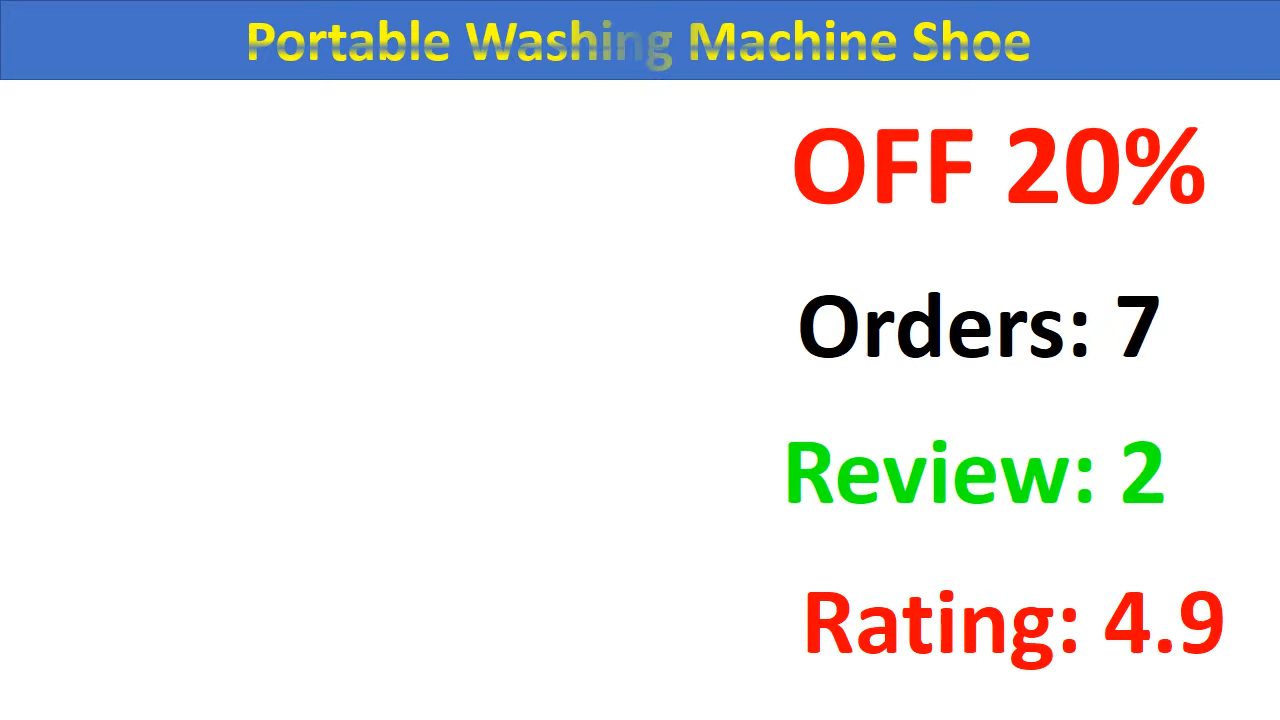 Portable Washing Machine Shoe
OFF 20%
Orders: 7
Review: 2
Rating: 4.9